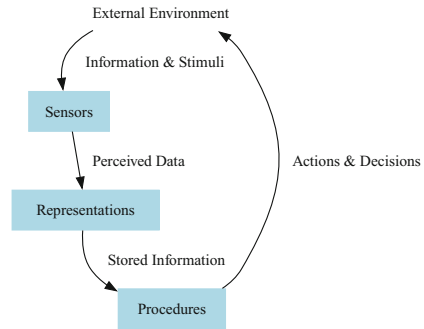 External Environment
Information & Stimuli
Sensors
Perceived Data
Actions & Decisions
Representations
Stored Information
Procedures